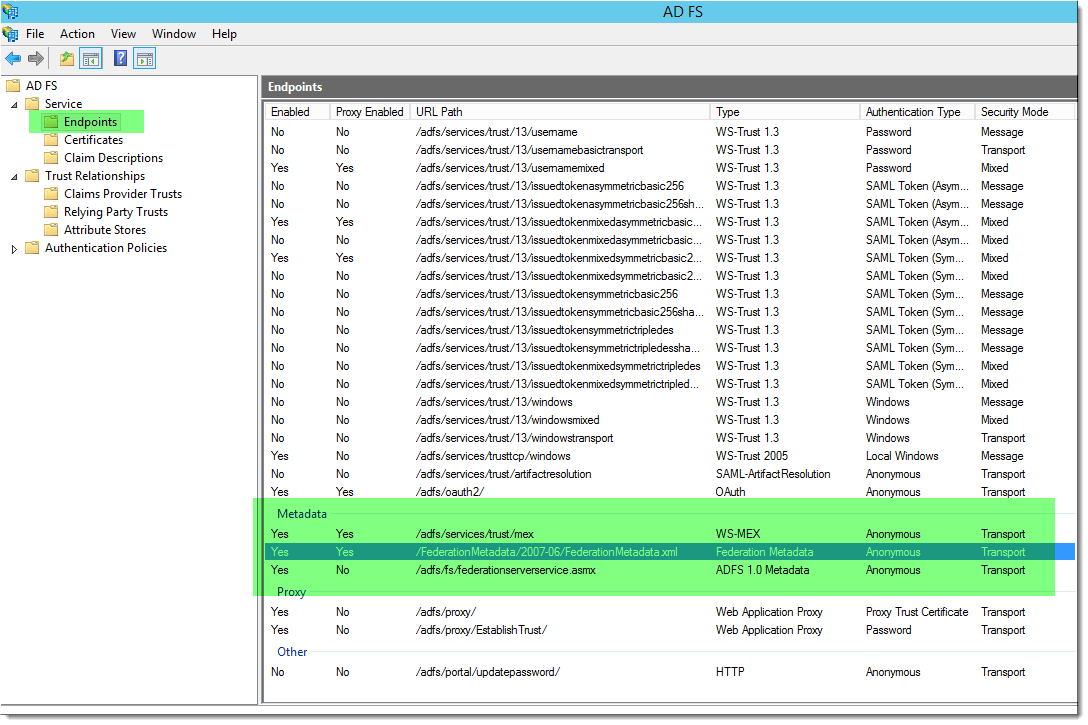 AD FS
File Action View Window Help
AD FS
Service
Endpoints
Certificates
Claim Descriptions
Trust Relationships
Claims Provider Trusts
Relying Party Trusts
Attribute Stores
Authentication Policies
Endpoints
Enabled Proxy Enabled URL Path Type Authentication Type Security Mode
No No /adfs/services/trust/13/username WS-Trust 1.3 Password Message
No No /adfs/services/trust/13/usernamebasictransport WS-Trust 1.3 Password Transport
Yes Yes /adfs/services/trust/13/usernamemixed WS-Trust 1.3 Password Mixed
No No /adfs/services/trust/13/issuedtokenasymmetricbasic256 WS-Trust 1.3 SAML Token (Asym... Message
No No /adfs/services/trust/13/issuedtokenasymmetricbasic256sh... WS-Trust 1.3 SAML Token (Asym... Message
Yes Yes /adfs/services/trust/13/issuedtokenmixedasymmetricbasic... WS-Trust 1.3 SAML Token (Asym... Mixed
No No /adfs/services/trust/13/issuedtokenmixedasymmetricbasic... WS-Trust 1.3 SAML Token (Asym... Mixed
Yes Yes /adfs/services/trust/13/issuedtokenmixedsymmetricbasic2... WS-Trust 1.3 SAML Token (Sym... Mixed
No No /adfs/services/trust/13/issuedtokenmixedsymmetricbasic2... WS-Trust 1.3 SAML Token (Sym... Mixed
No No /adfs/services/trust/13/issuedtokensymmetricbasic256 WS-Trust 1.3 SAML Token (Sym... Message
No No /adfs/services/trust/13/issuedtokensymmetricbasic256sha... WS-Trust 1.3 SAML Token (Sym... Message
No No /adfs/services/trust/13/issuedtokensymmetrictripledes WS-Trust 1.3 SAML Token (Sym... Message
No No /adfs/services/trust/13/issuedtokensymmetrictripledessha... WS-Trust 1.3 SAML Token (Sym... Message
No No /adfs/services/trust/13/issuedtokenmixedsymmetrictripledes WS-Trust 1.3 SAML Token (Sym... Mixed
No No /adfs/services/trust/13/issuedtokenmixedsymmetrictripled... WS-Trust 1.3 SAML Token (Sym... Mixed
No No /adfs/services/trust/13/windows WS-Trust 1.3 Windows Message
No No /adfs/services/trust/13/windowsmixed WS-Trust 1.3 Windows Mixed
No No /adfs/services/trust/13/windowstransport WS-Trust 1.3 Windows Transport
Yes No /adfs/services/trusttcp/windows WS-Trust 2005 Local Windows Message
No No /adfs/services/trust/artifactresolution SAML-ArtifactResolution Anonymous Transport
Yes Yes /adfs/oauth2/ OAuth Anonymous Transport
Metadata
Yes Yes /adfs/services/trust/mex WS-MEX Anonymous Transport
Yes Yes /FederationMetadata/2007-06/FederationMetadata.xml Federation Metadata Anonymous Transport
Yes No /adfs/fs/federationserverservice.asmx ADFS 1.0 Metadata Anonymous Transport
Proxy
Yes No /adfs/proxy/ Web Application Proxy Proxy Trust Certificate Transport
Yes No /adfs/proxy/EstablishTrust/ Web Application Proxy Password Transport
Other
No No /adfs/portal/updatepassword/ HTTP Anonymous Transport